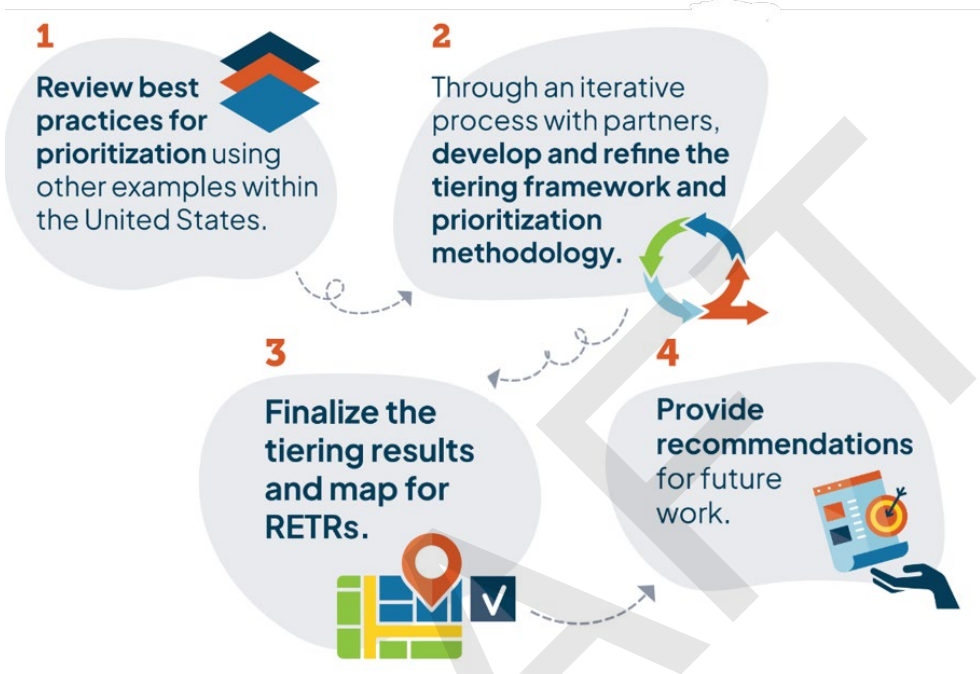 1
Review best
practices for
prioritization using
other examples within
the United States.
2
Through an iterative
process with partners,
develop and refine the
tiering framework and
prioritization
methodology.
3
Finalize the
tiering results
and map for
RETRs.
4
Provide
recommendations
for future
work.
AFT